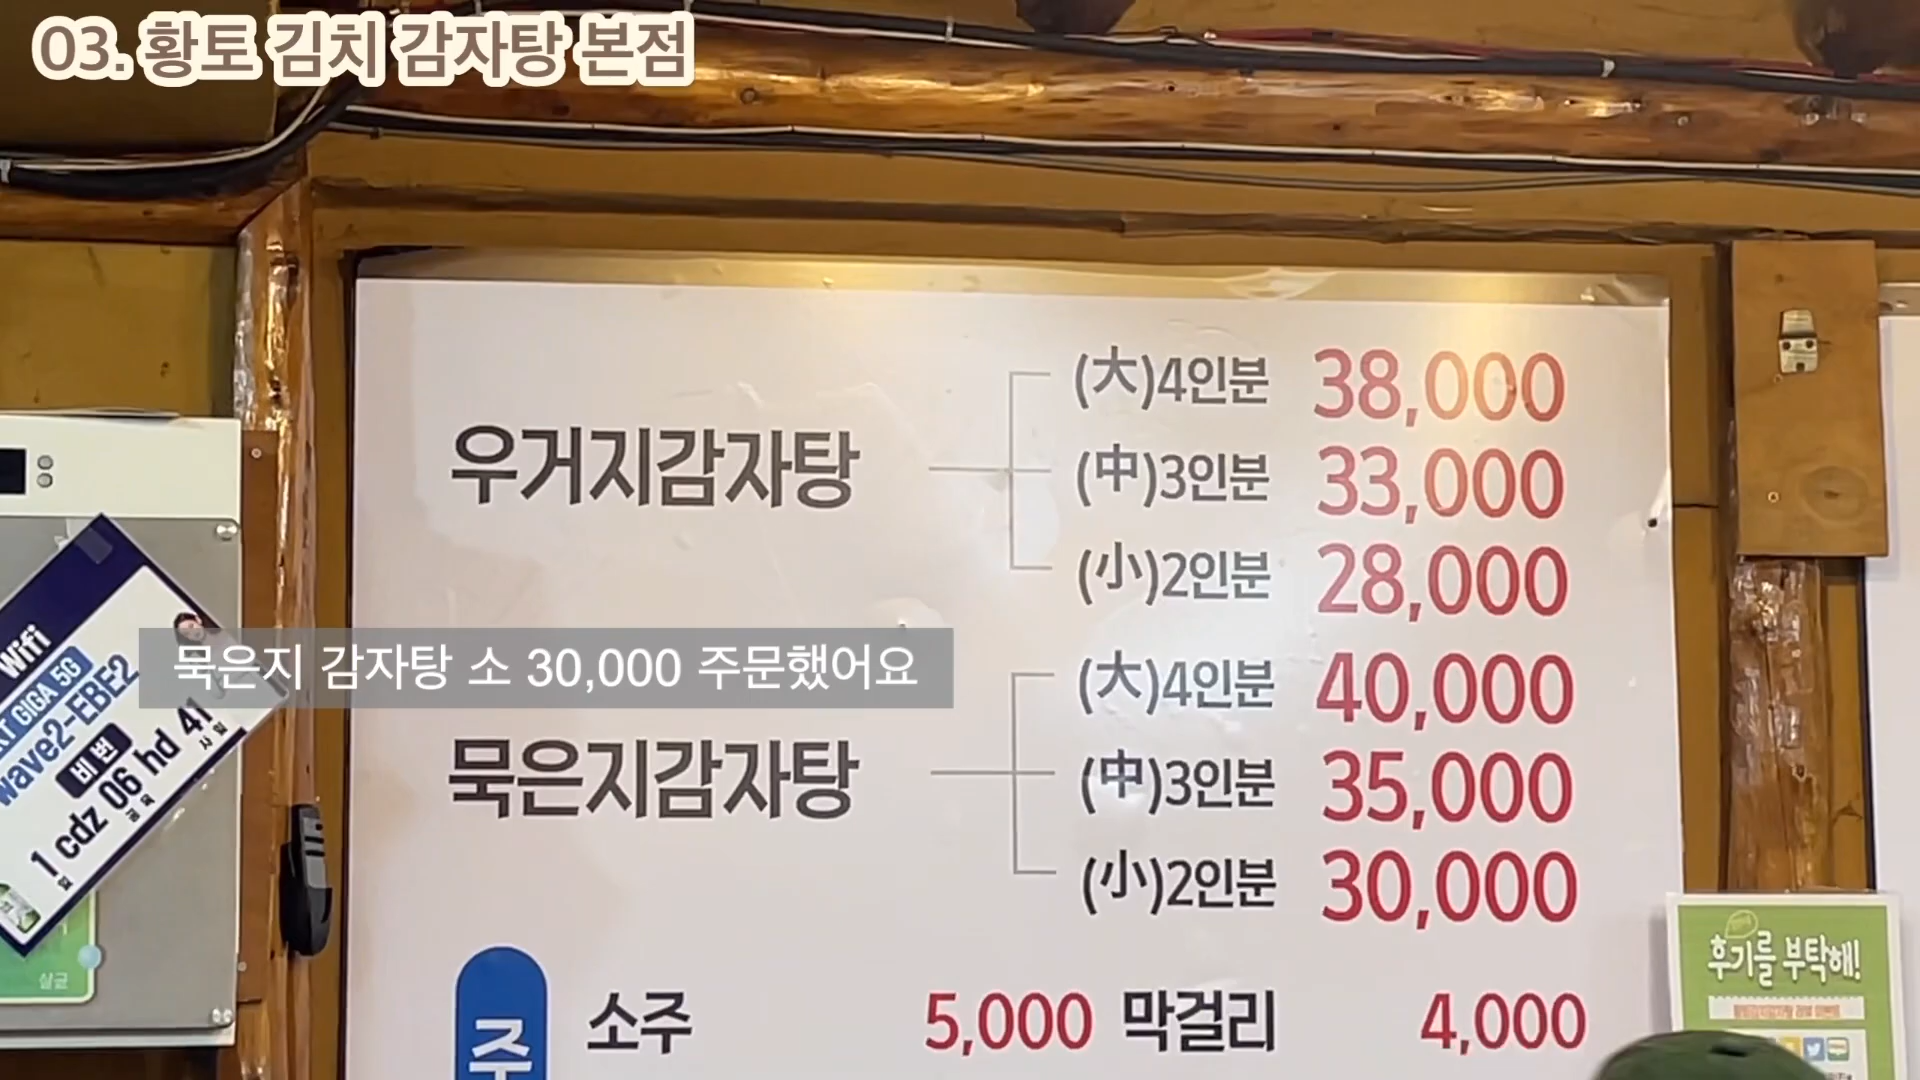 03. 황토 김치 감자탕 본점
우거지감자탕
(大)4인분 38,000
(中)3인분 33,000
(小)2인분 28,000
묵은지 감자탕 소 30,000 주문했어요
묵은지감자탕
(大)4인분 40,000
(中)3인분 35,000
(小)2인분 30,000
주
소주 5,000 막걸리 4,000
Wifi
KT GIGA 5G
wave2-EBE2
비번
1 cdz 06 hd 41
살균
후기를 부탁해!